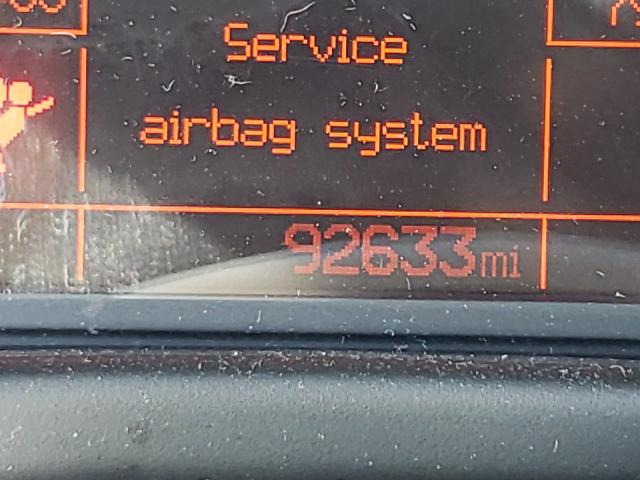 Service
airbag system
92633mi